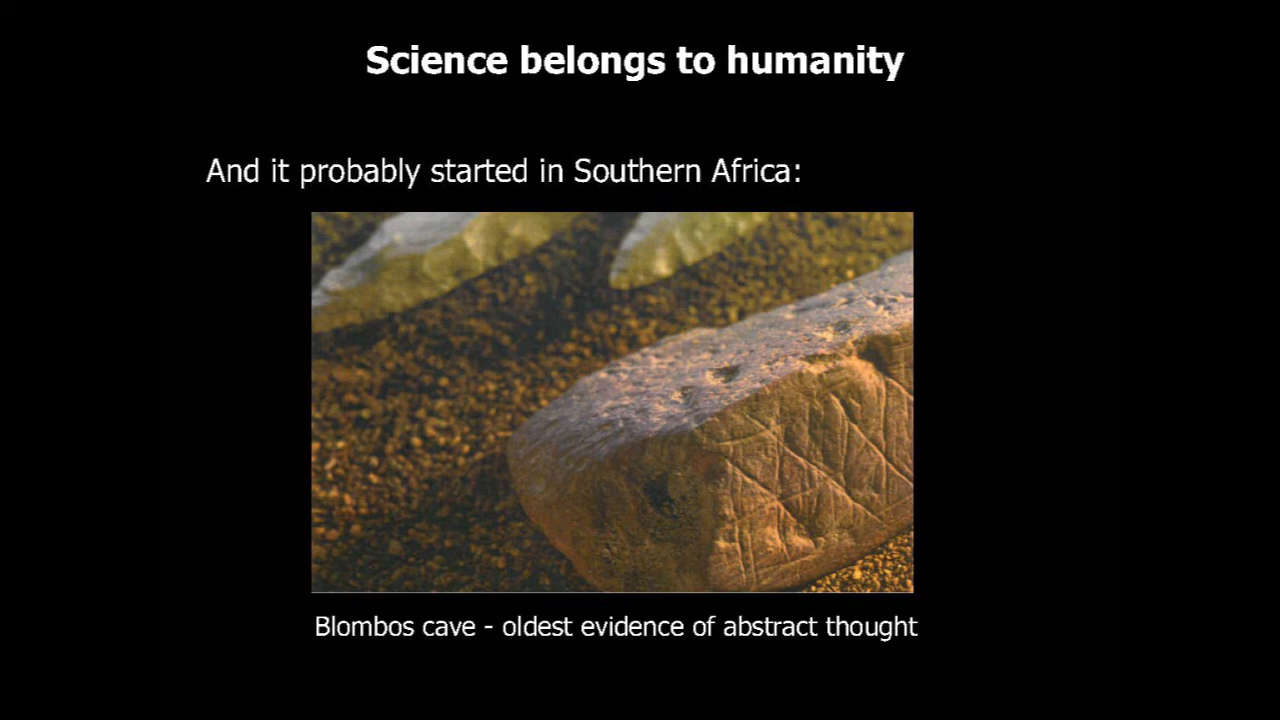 Science belongs to humanity
And it probably started in Southern Africa:
Blombos cave - oldest evidence of abstract thought